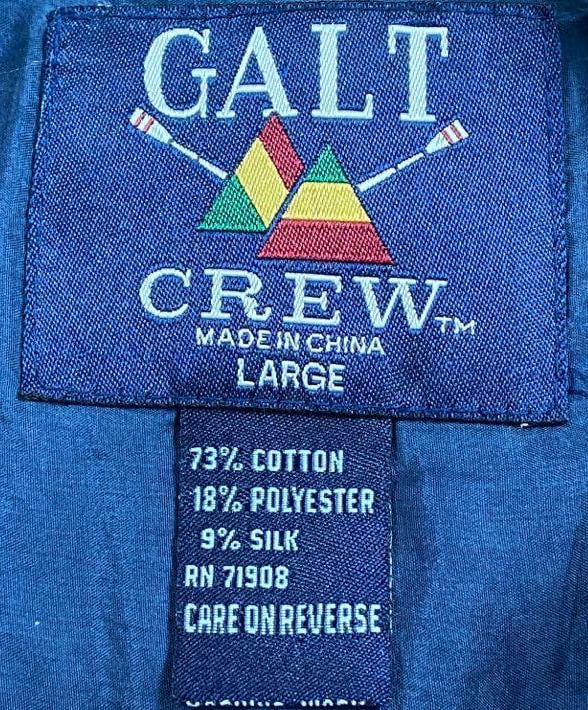 GALT
CREW™
MADE IN CHINA
LARGE
73% COTTON
18% POLYESTER
9% SILK
RN 71908
CARE ON REVERSE